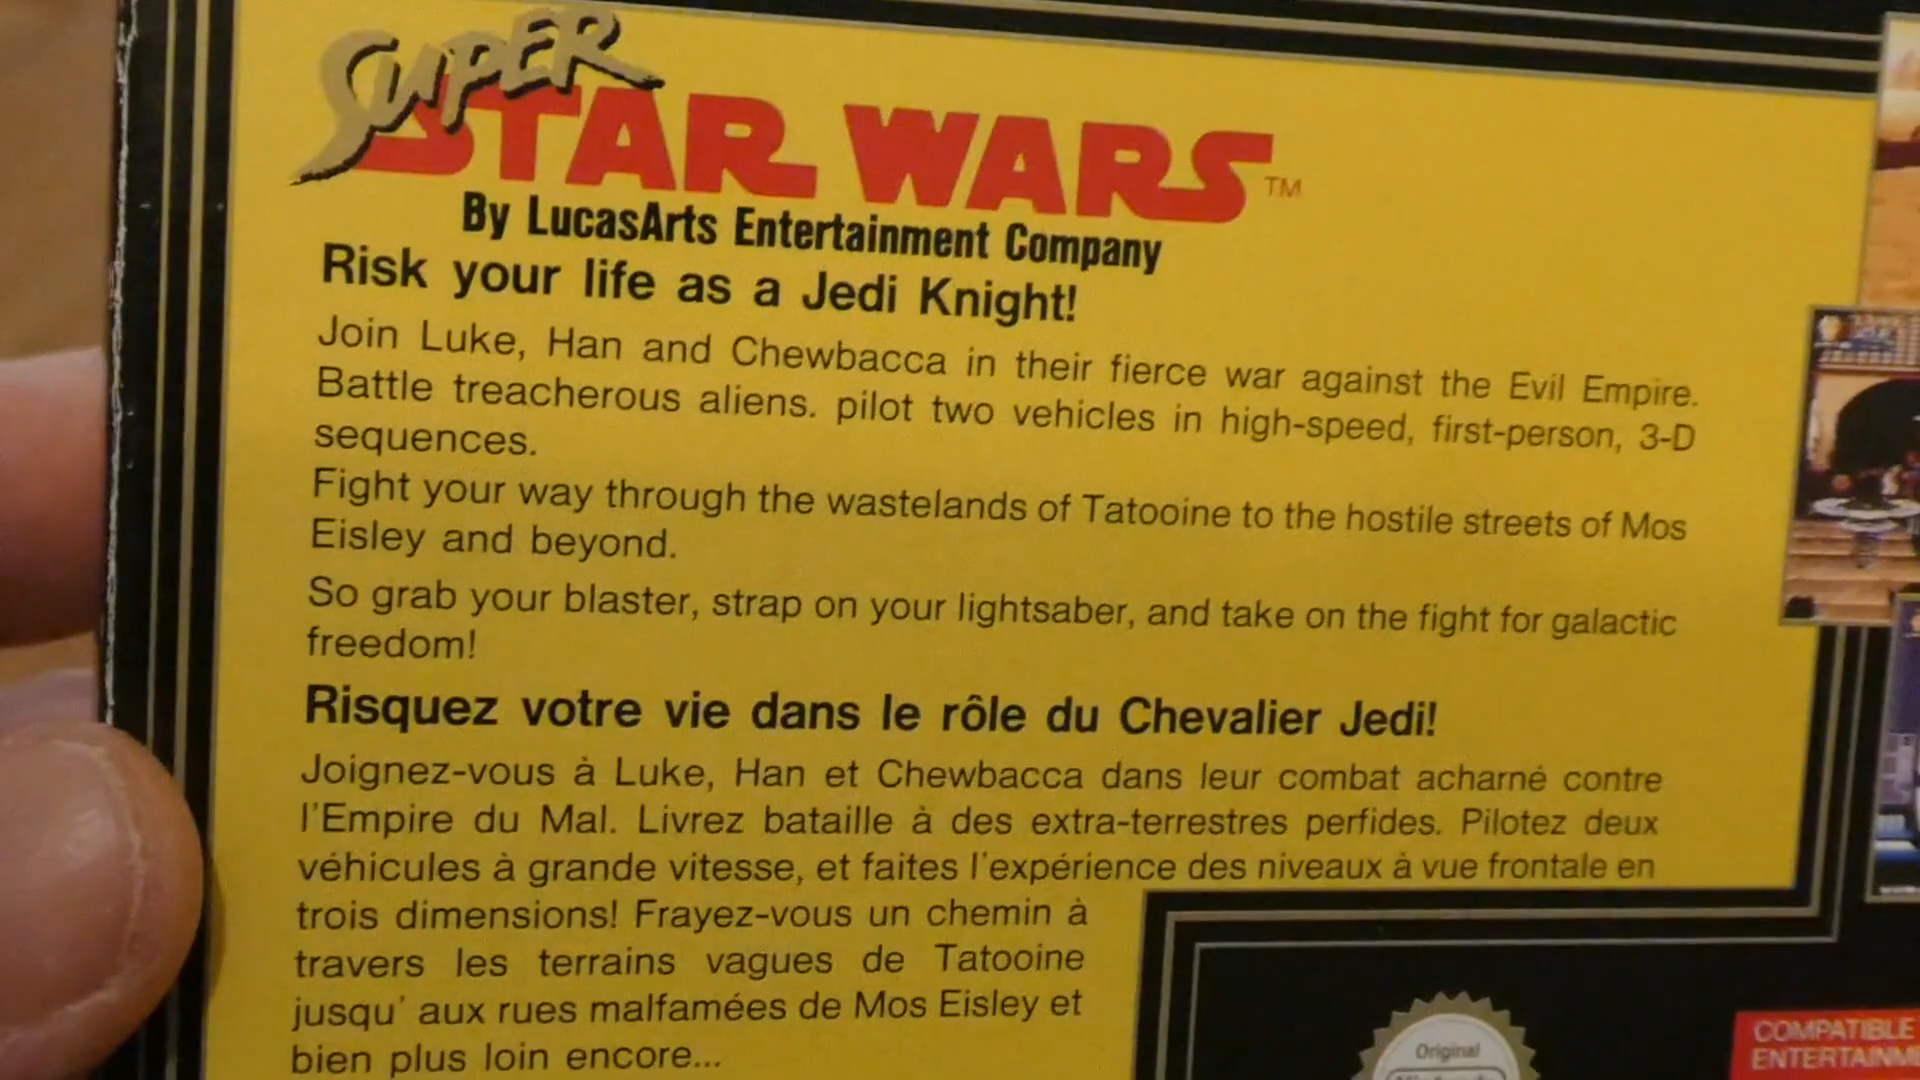 SUPER
STAR WARS™
By LucasArts Entertainment Company
Risk your life as a Jedi Knight!
Join Luke, Han and Chewbacca in their fierce war against the Evil Empire.
Battle treacherous aliens. pilot two vehicles in high-speed, first-person, 3-D
sequences.
Fight your way through the wastelands of Tatooine to the hostile streets of Mos
Eisley and beyond.
So grab your blaster, strap on your lightsaber, and take on the fight for galactic
freedom!
Risquez votre vie dans le rôle du Chevalier Jedi!
Joignez-vous à Luke, Han et Chewbacca dans leur combat acharné contre
l'Empire du Mal. Livrez bataille à des extra-terrestres perfides. Pilotez deux
véhicules à grande vitesse, et faites l'expérience des niveaux à vue frontale en
trois dimensions! Frayez-vous un chemin à
travers les terrains vagues de Tatooine
jusqu' aux rues malfamées de Mos Eisley et
bien plus loin encore...
Original
COMPATIBLE